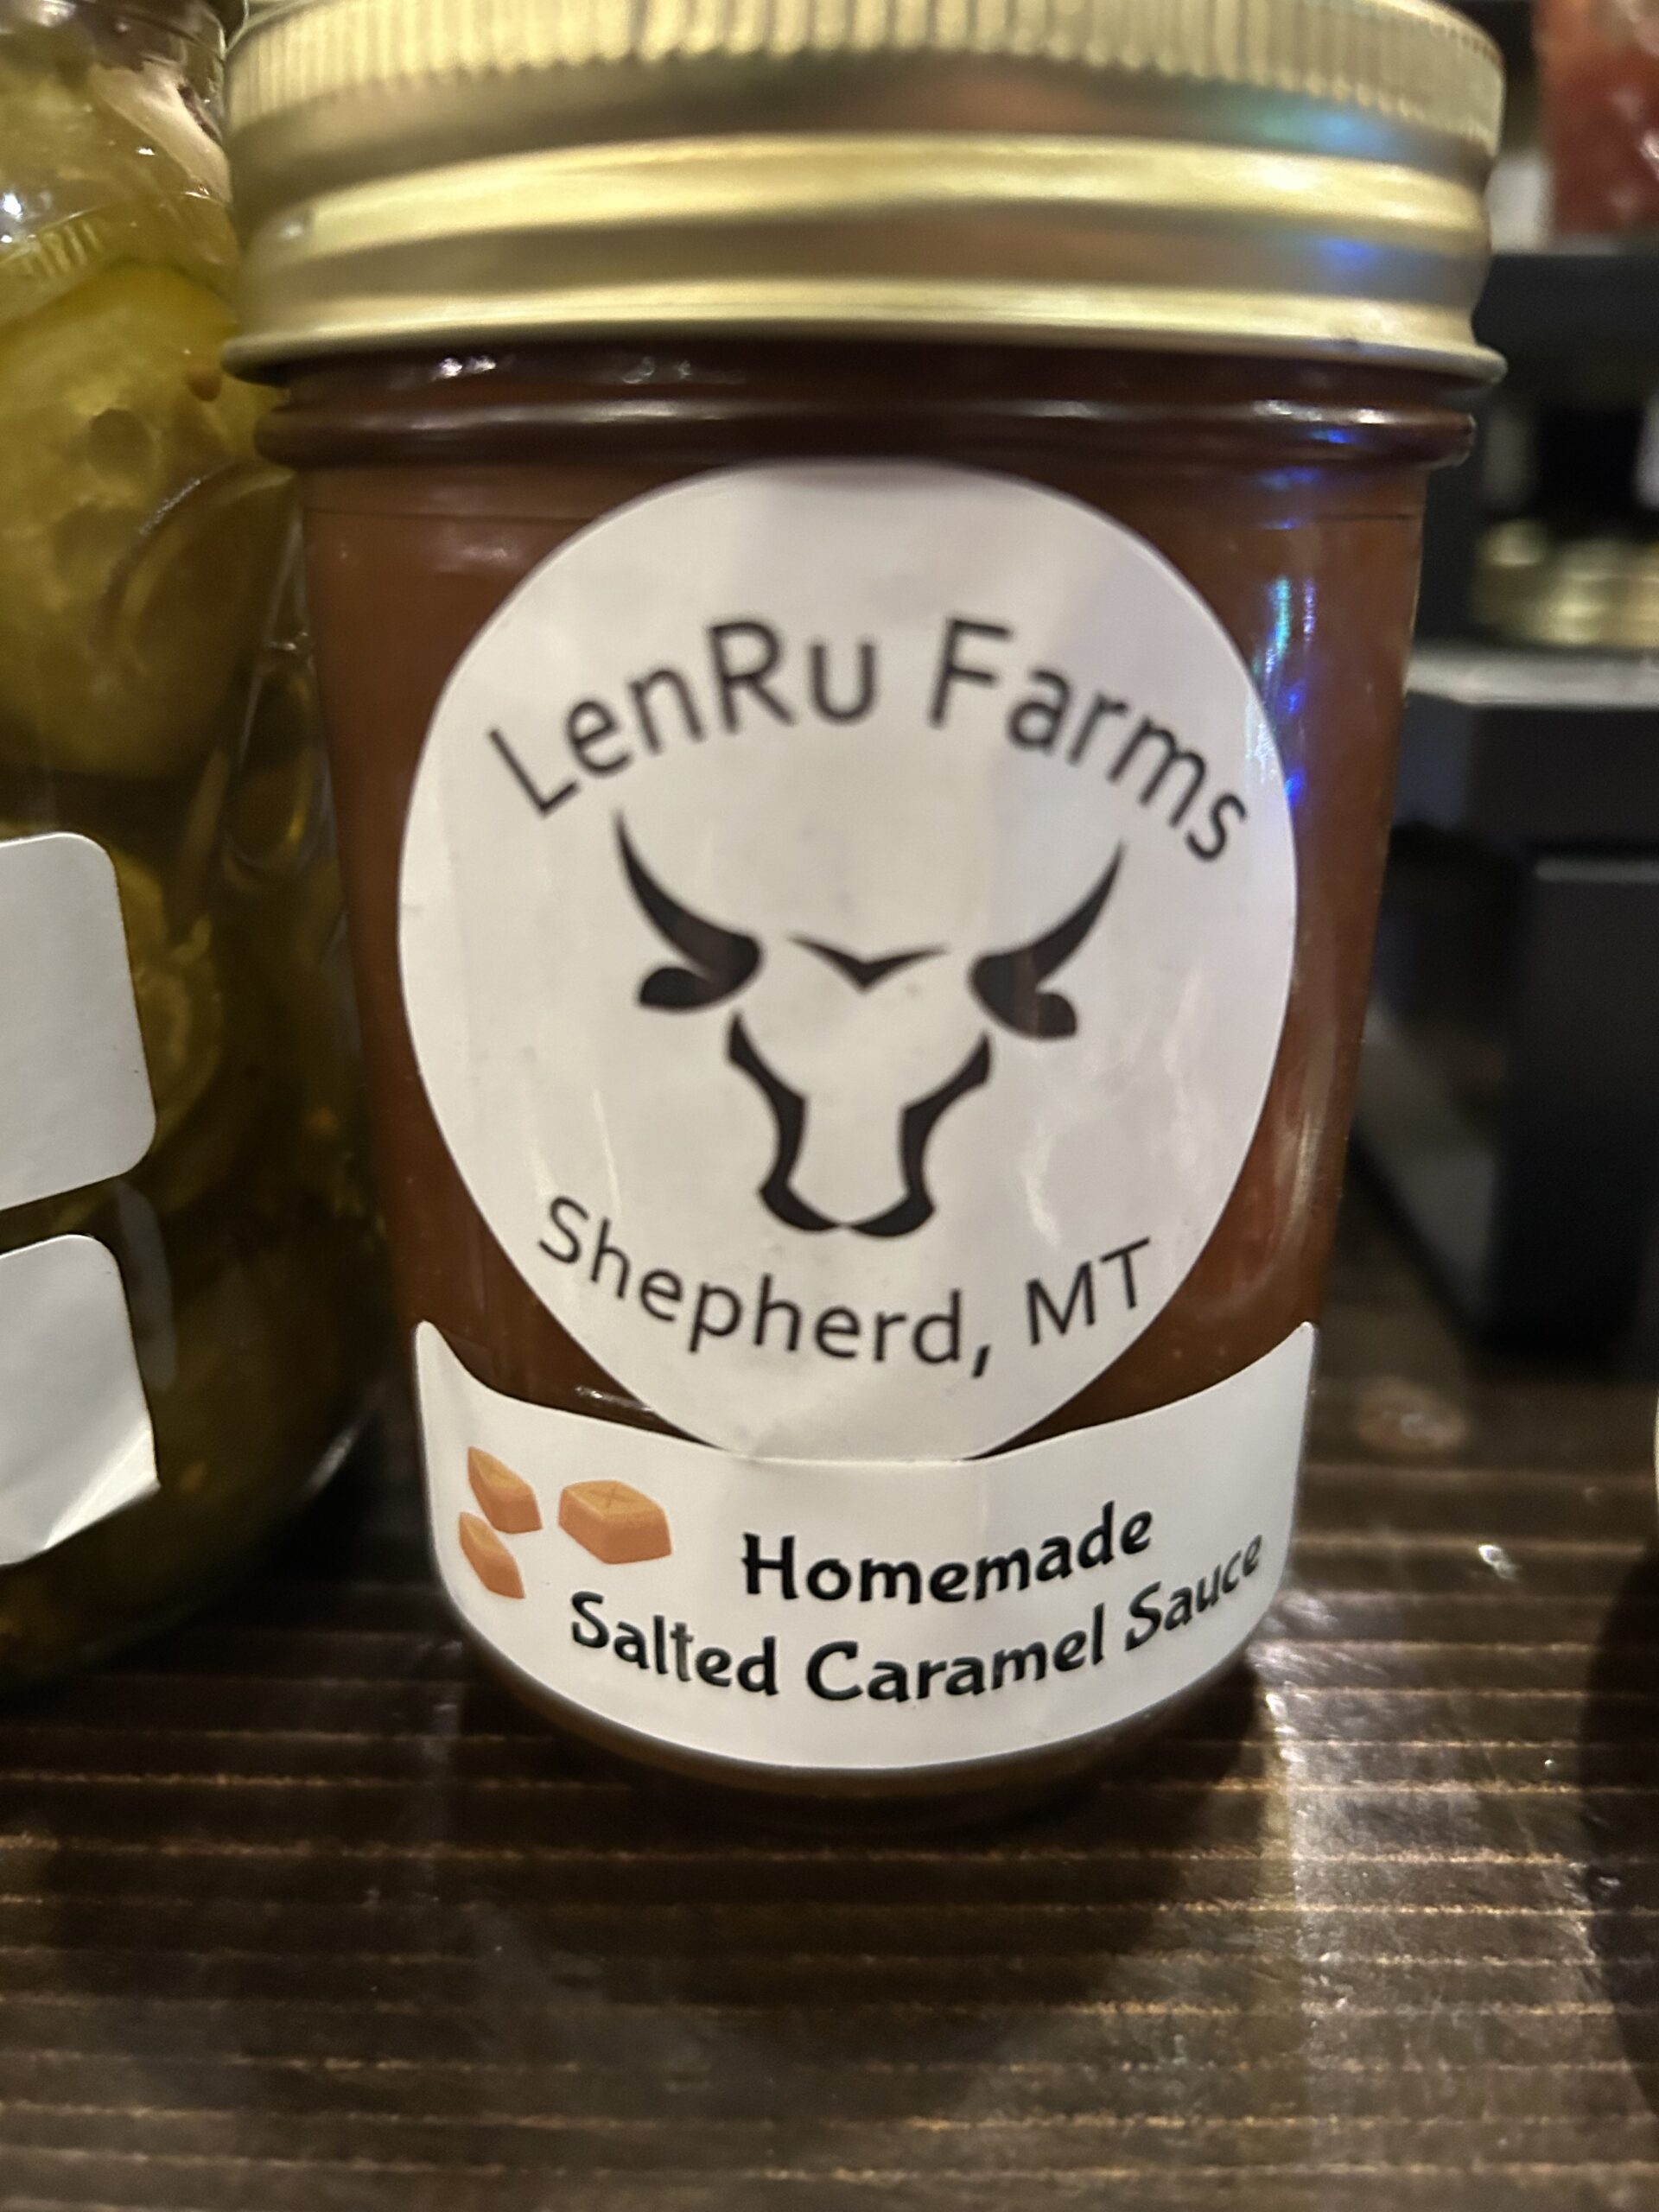 LenRu Farms
Shepherd, MT
Homemade
Salted Caramel Sauce